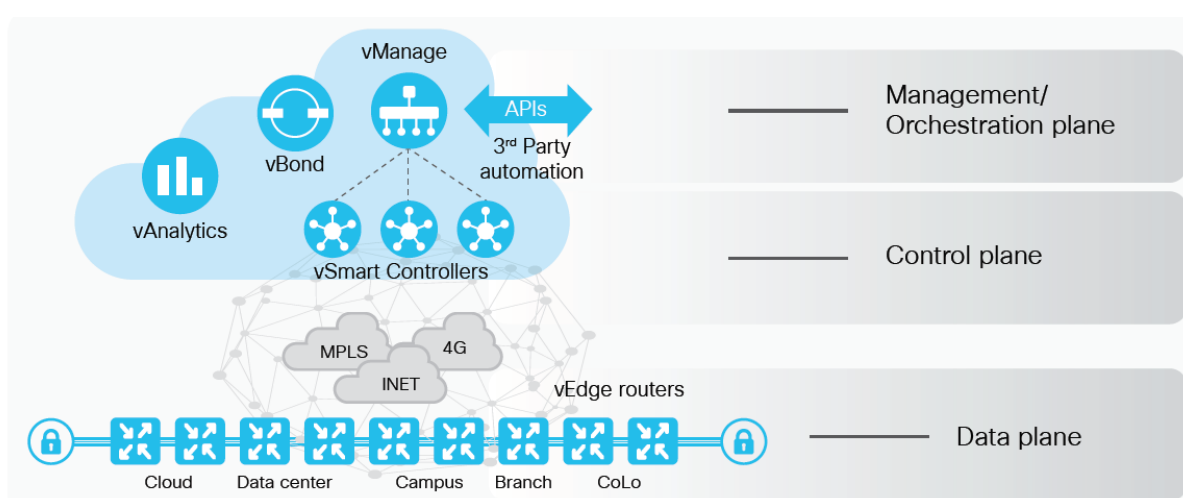 vManage
APIs
3rd Party
automation
vBond
vAnalytics
vSmart Controllers
Management/
Orchestration plane
Control plane
MPLS
4G
INET
vEdge routers
Data plane
Cloud
Data center
Campus
Branch
CoLo